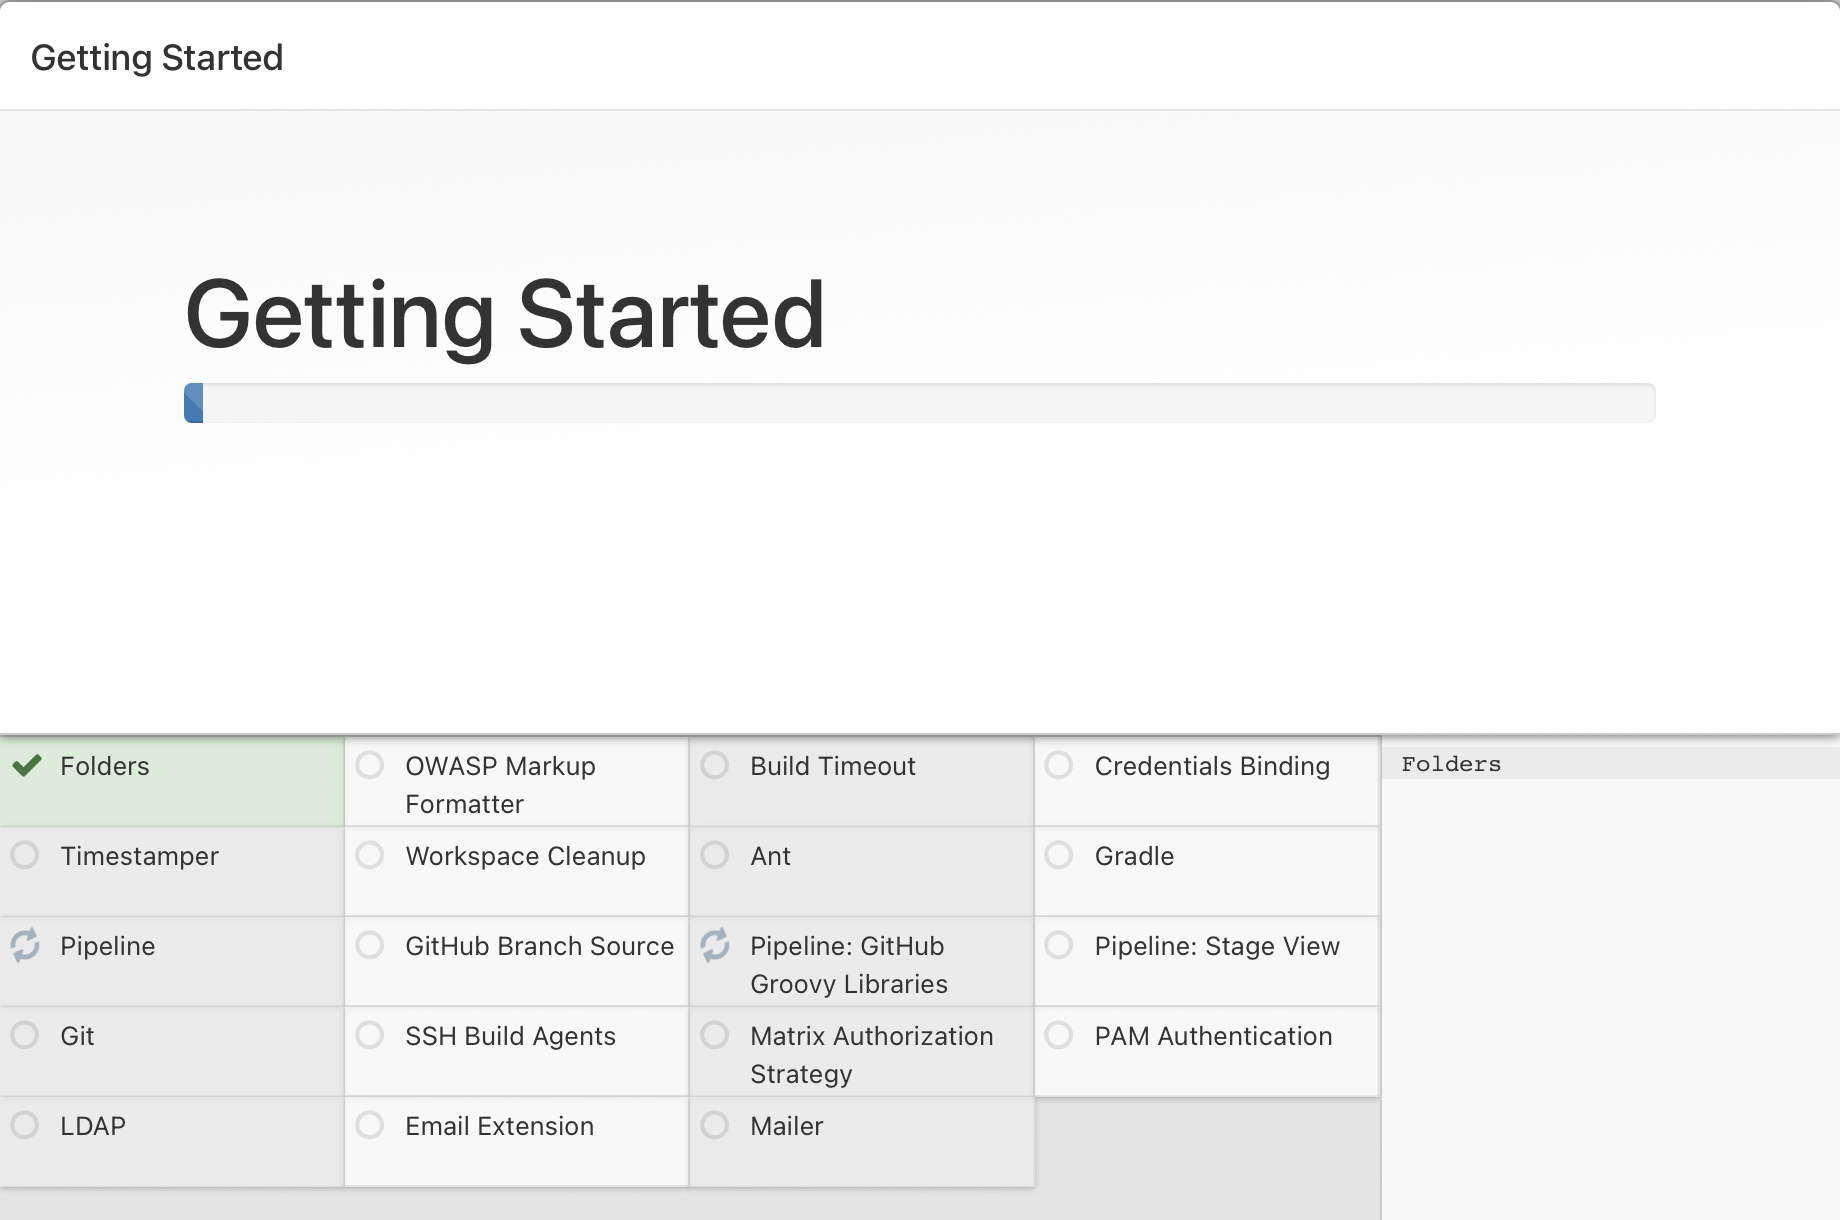 Getting Started
Getting Started
Folders
OWASP Markup
Formatter
Build Timeout
Credentials Binding
Folders
Timestamper
Workspace Cleanup
Ant
Gradle
Pipeline
GitHub Branch Source
Pipeline: GitHub
Groovy Libraries
Pipeline: Stage View
Git
SSH Build Agents
Matrix Authorization
Strategy
PAM Authentication
LDAP
Email Extension
Mailer